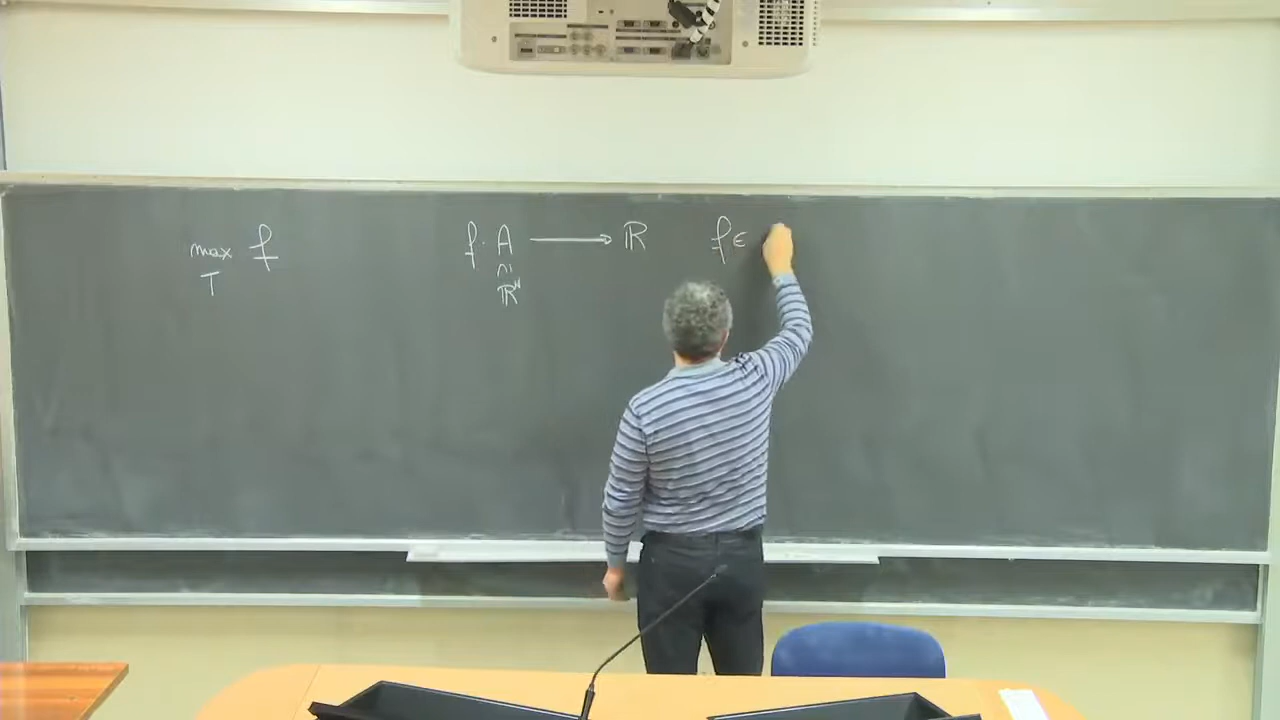 max f f: A ⟶ ℝ f ∈
T ∩|
ℝᴺ